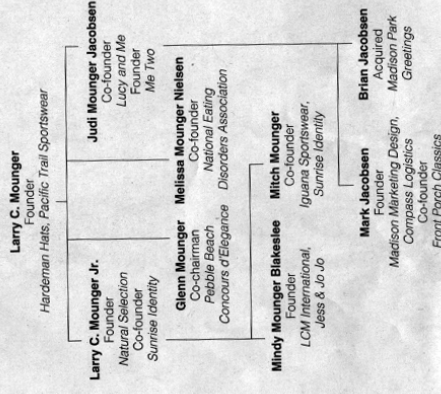 Larry C. Mounger
Founder
Hardeman Hats, Pacific Trail Sportswear
Larry C. Mounger Jr.
Founder
Natural Selection
Co-founder
Sunrise Identity
Judi Mounger Jacobsen
Co-founder
Lucy and Me
Founder
Me Two
Glenn Mounger
Co-chairman
Pebble Beach
Concours d'Elegance
Melissa Mounger Nielsen
Co-founder
National Eating
Disorders Association
Mindy Mounger Blakeslee
Founder
LCM International,
Jess & Jo Jo
Mitch Mounger
Co-founder
Iguana Sportswear,
Sunrise Identity
Mark Jacobsen
Founder
Madison Marketing Design,
Compass Logistics
Co-founder
Front Porch Classics
Brian Jacobsen
Acquired
Madison Park
Greetings